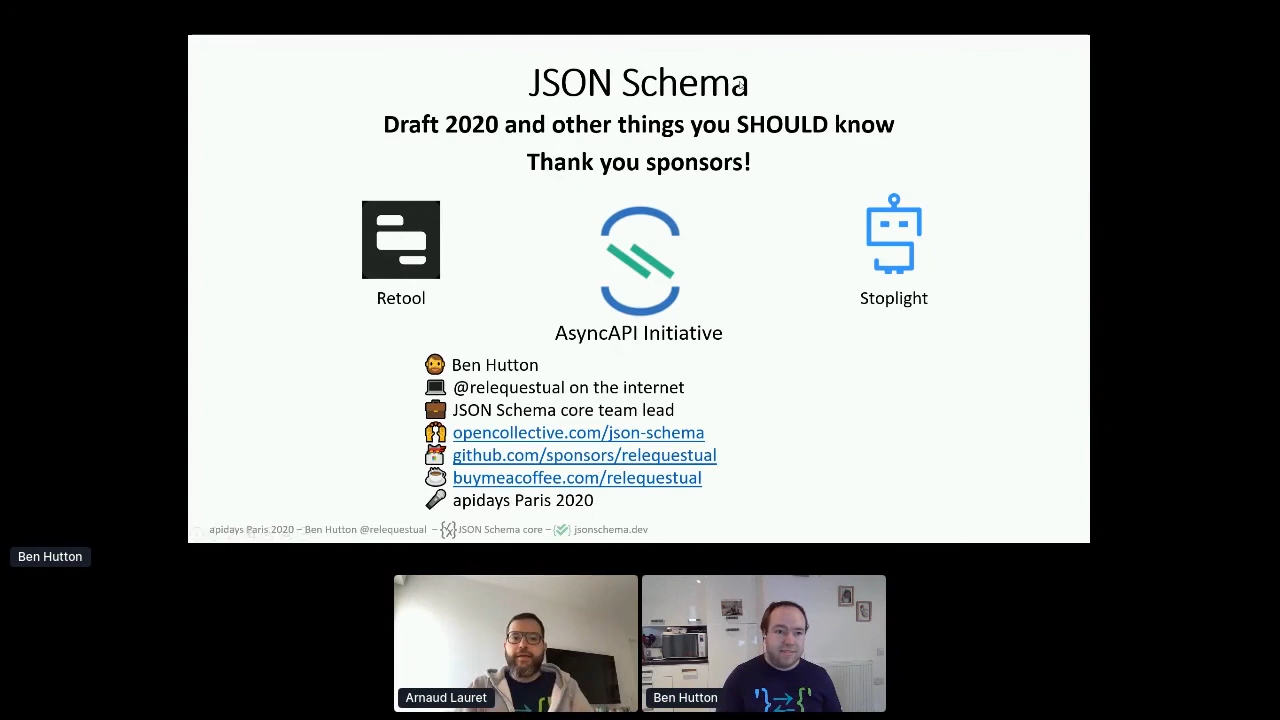 JSON Schema
Draft 2020 and other things you SHOULD know
Thank you sponsors!
Retool
AsyncAPI Initiative
Stoplight
Ben Hutton
@relequestual on the internet
JSON Schema core team lead
opencollective.com/json-schema
github.com/sponsors/relequestual
buymeacoffee.com/relequestual
apidays Paris 2020
apidays Paris 2020 – Ben Hutton @relequestual – {x} JSON Schema core – jsonschema.dev
Ben Hutton
Arnaud Lauret
Ben Hutton